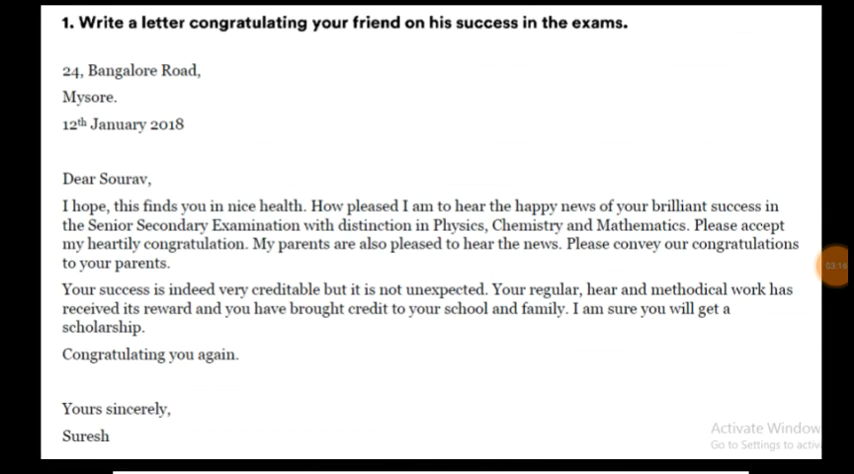 1. Write a letter congratulating your friend on his success in the exams.
24, Bangalore Road,
Mysore.
12th January 2018
Dear Sourav,
I hope, this finds you in nice health. How pleased I am to hear the happy news of your brilliant success in
the Senior Secondary Examination with distinction in Physics, Chemistry and Mathematics. Please accept
my heartily congratulation. My parents are also pleased to hear the news. Please convey our congratulations
to your parents.
Your success is indeed very creditable but it is not unexpected. Your regular, hear and methodical work has
received its reward and you have brought credit to your school and family. I am sure you will get a
scholarship.
Congratulating you again.
Yours sincerely,
Suresh
03:16
Activate Window
Go to Settings to activ